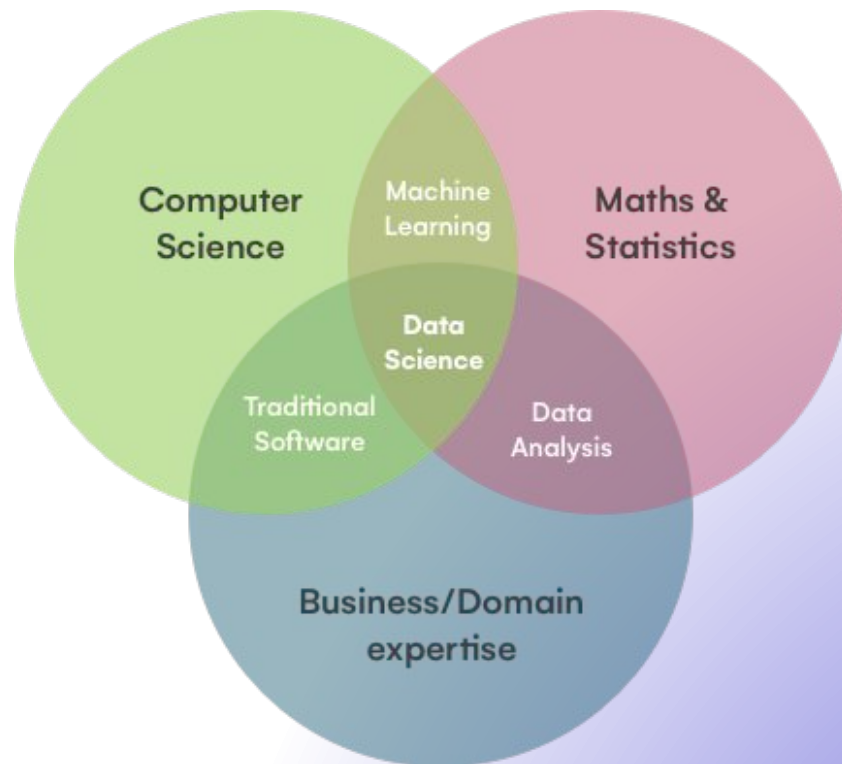 Computer
Science
Machine
Learning
Maths &
Statistics
Data
Science
Traditional
Software
Data
Analysis
Business/Domain
expertise